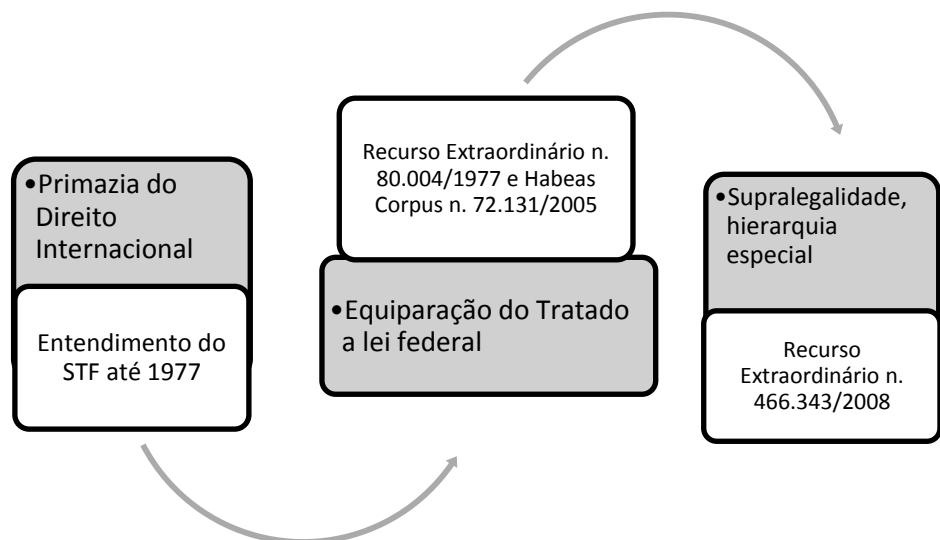 •Primazia do
Direito
Internacional
Entendimento do
STF até 1977
Recurso Extraordinário n.
80.004/1977 e Habeas
Corpus n. 72.131/2005
•Equiparação do Tratado
a lei federal
•Supralegalidade,
hierarquia
especial
Recurso
Extraordinário n.
466.343/2008